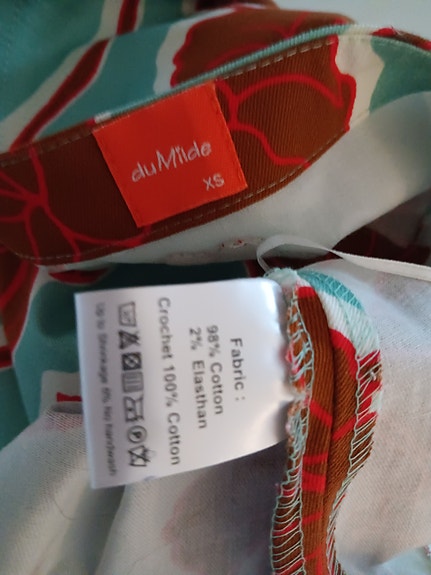 duMilde
XS
Fabric :
98% Cotton
2% Elasthan
Crochet 100% Cotton
Up to Shrinkage 8% No handwash